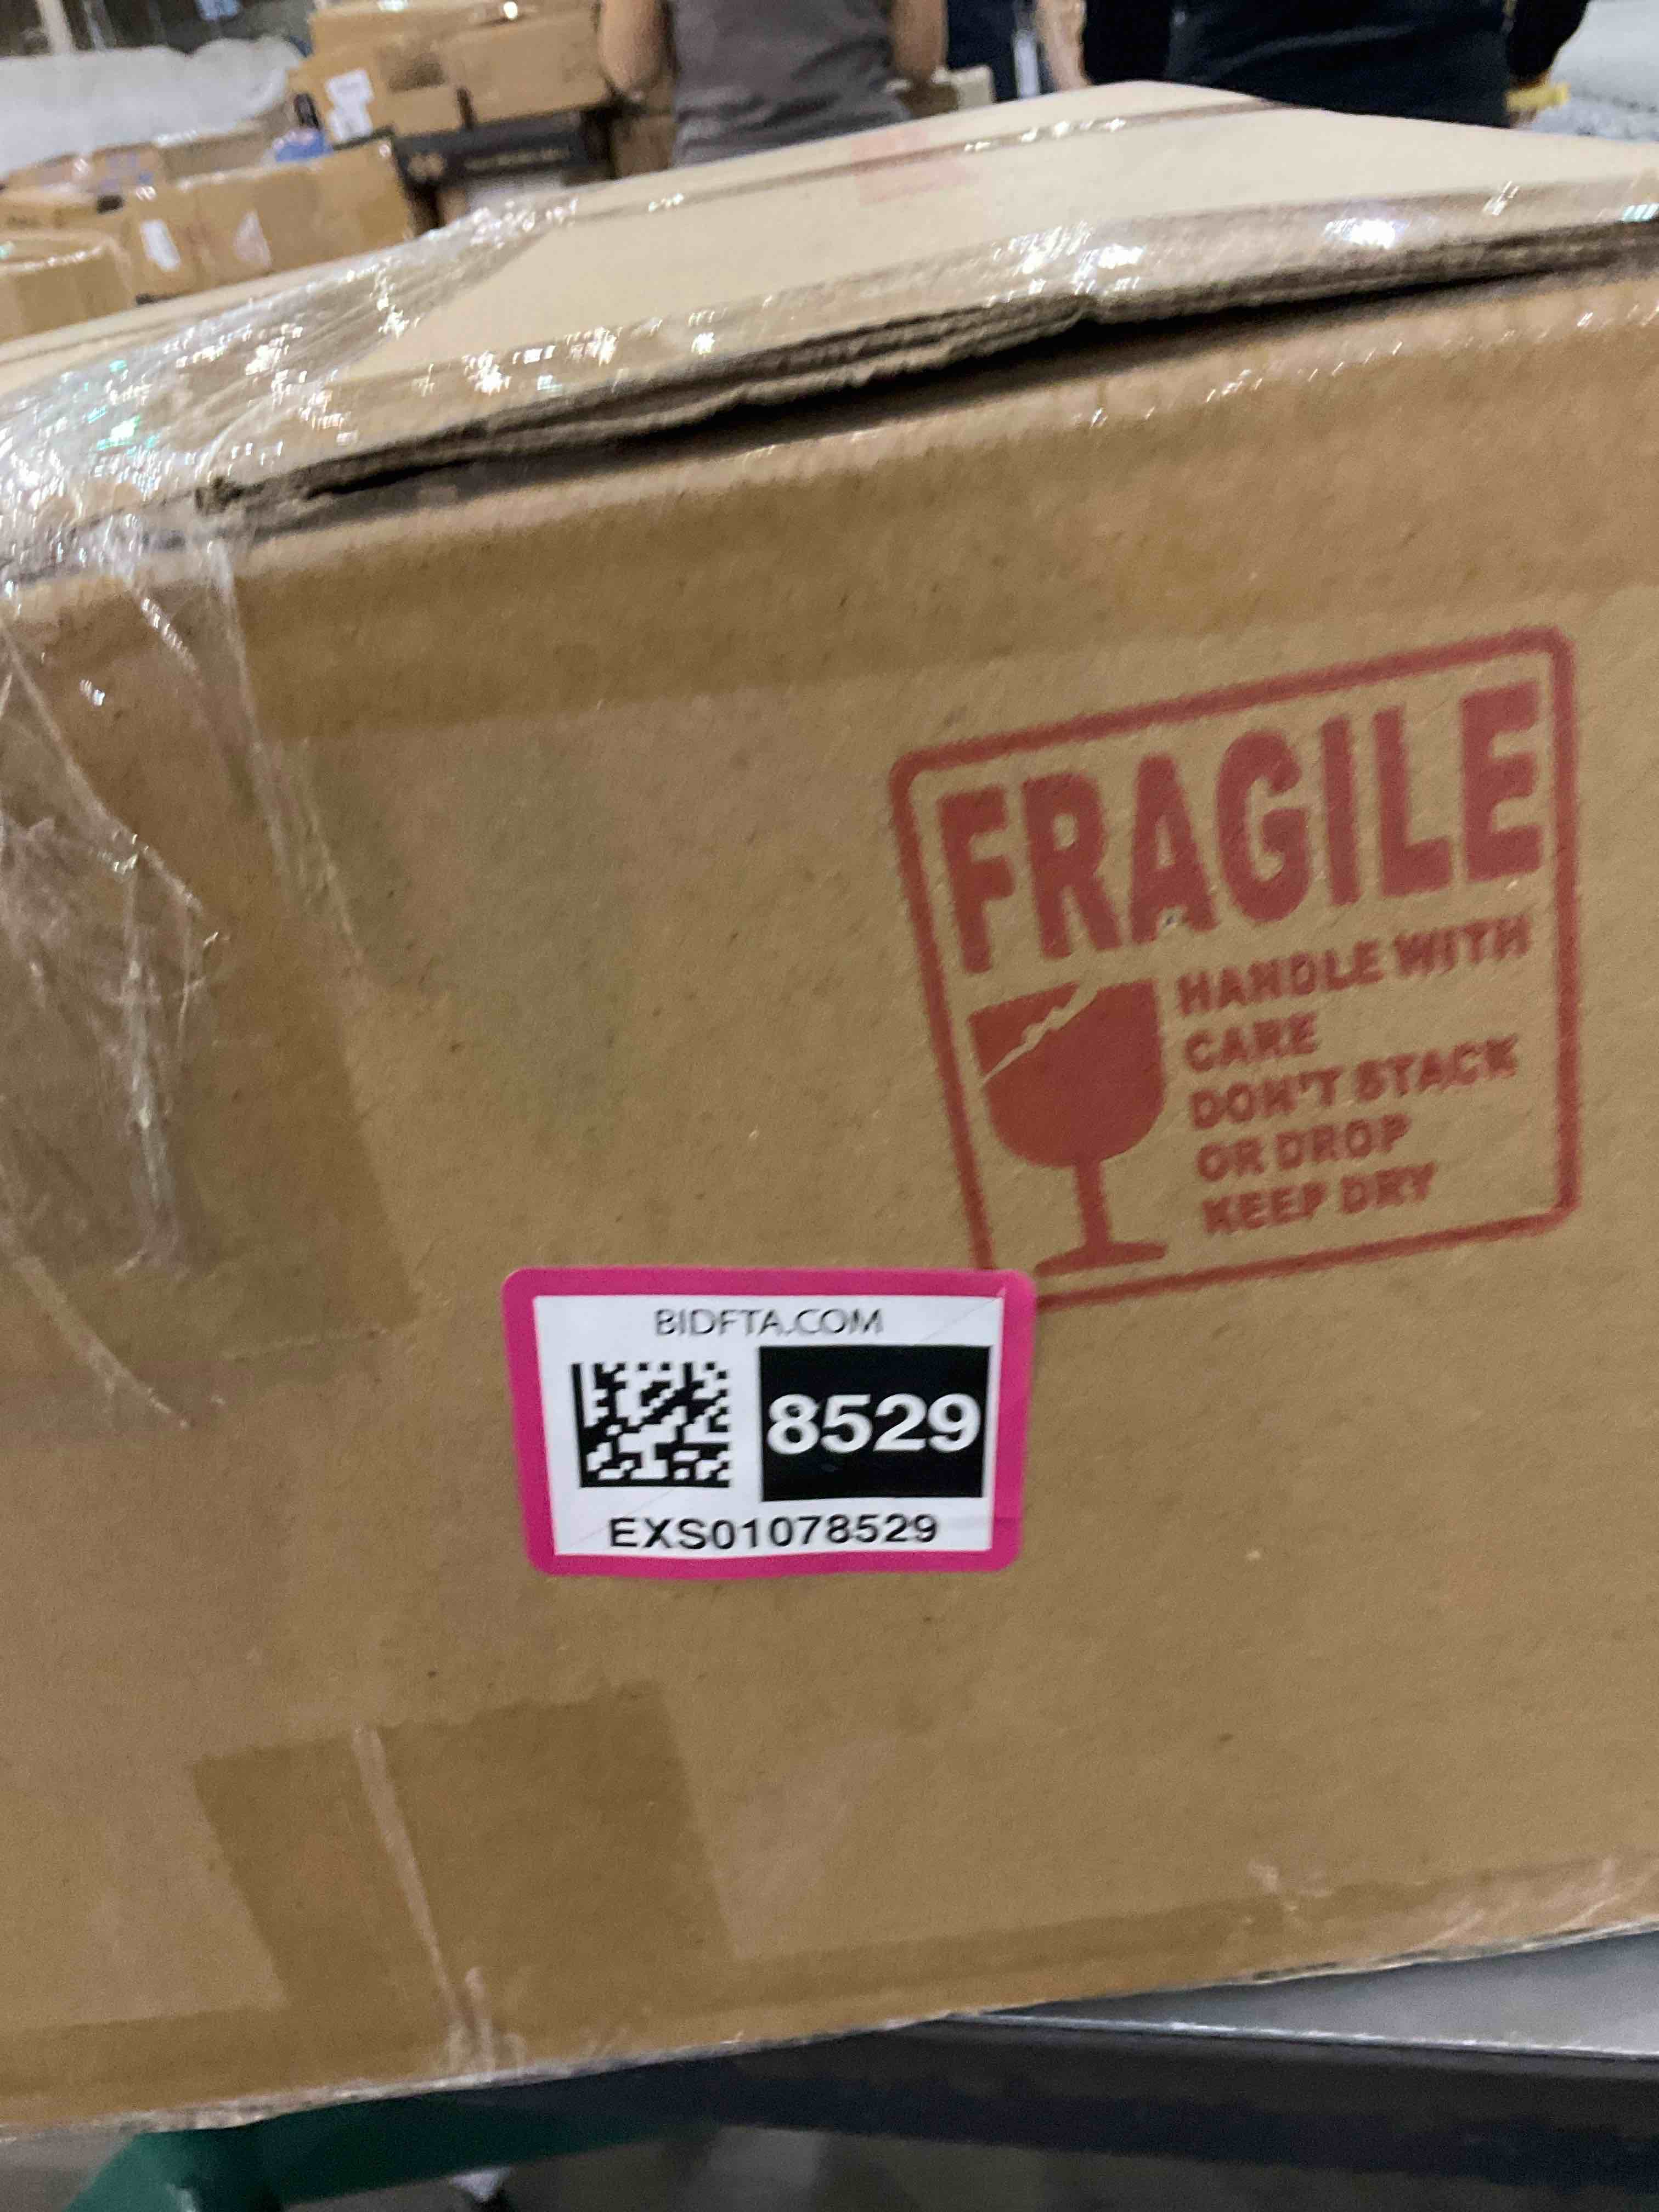 FRAGILE
HANDLE WITH
CARE
DON'T STACK
OR DROP
KEEP DRY
BIDFTA.COM
8529
EXS01078529